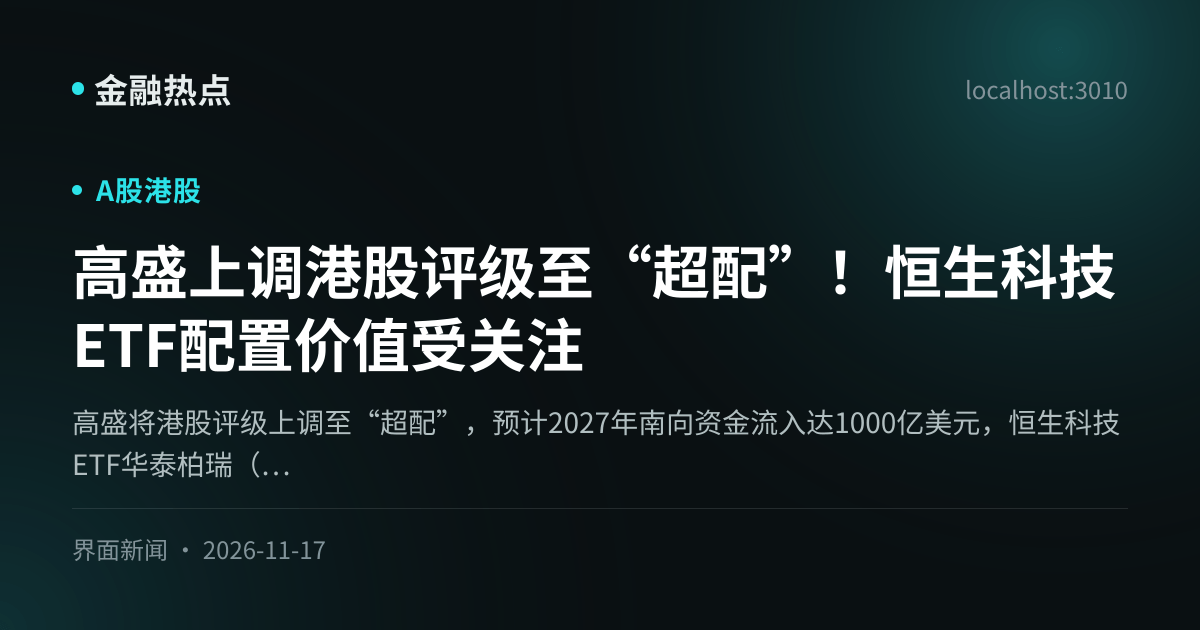 金融热点
localhost:3010
A股港股
高盛上调港股评级至“超配”！恒生科技
ETF配置价值受关注
高盛将港股评级上调至“超配”，预计2027年南向资金流入达1000亿美元，恒生科技
ETF华泰柏瑞（…
界面新闻 · 2026-11-17